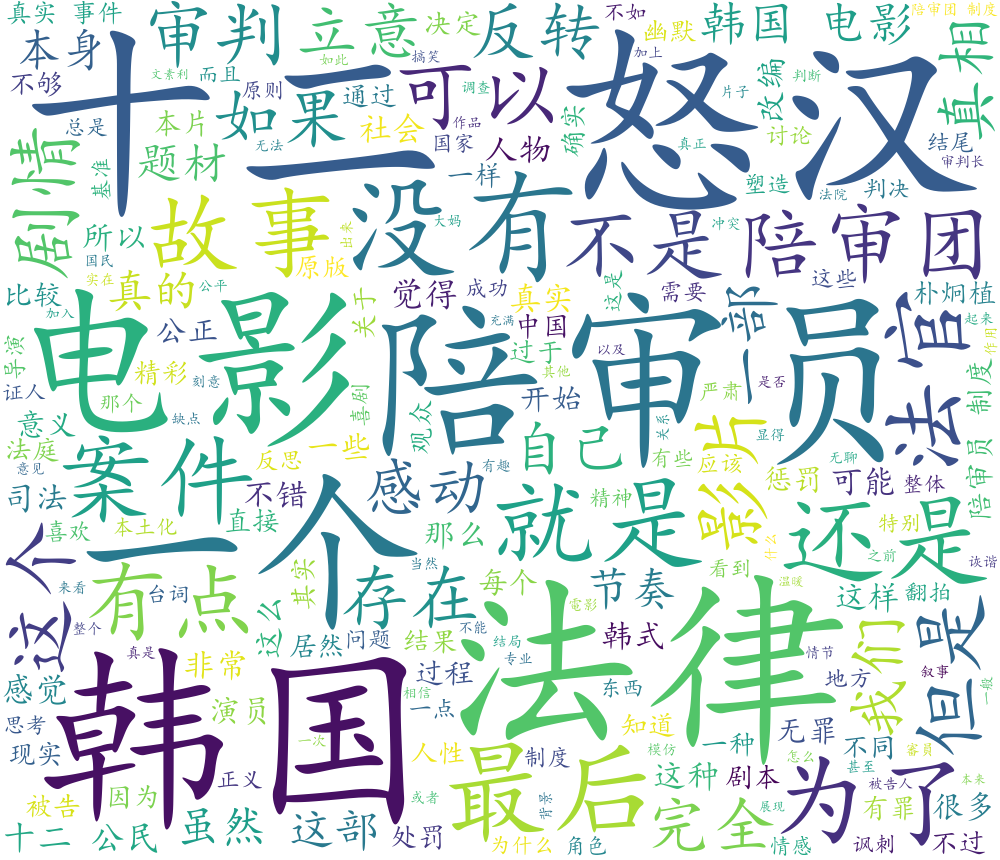 真实 事件
审判
立意
决定
反转
不如
幽默
韩国 电影
陪审团 制度
本身
十二怒汉
如此
搞笑
加上
改编
判断
真相
不够
文素利
而且
原则
通过
可以
调查
片子
总是
本片
如果
社会
作品
国家
确实
讨论
真正
结尾
审判长
剧情
基准
题材
无法
人物
一样
塑造
法院
判决
所以
故事
没有
大妈
不是
冲突
陪审团
国民
出来
实在
公平
真的
原版
觉得
成功
真实
这是
需要
这些
朴炯植
比较
加入
电影
公正
关于
充满
中国
陪审员
一部
法官
起来
导演
证人
精彩
刻意
过于
以及
其他
严肃
是否
作用
制度
那个
缺点
喜剧
观众
开始
意义
法庭
案件
一些
反思
自己
关系
有些
影片
显得
应该
无聊
意见
司法
不错
感动
有趣
精神
惩罚
可能
整体
陪审员
喜欢
本土化
直接
一个
那么
就是
还是
特别
之前
诙谐
这个
来看
有点
台词
其实
存在
当然
每个
节奏
看到
什么
温暖
这样
翻拍
整个
这么
居然
问题
结果
不能
電影
结局
专业
韩式
法律
我们
但是
真是
感觉
非常
过程
情节
叙事
地方
一般
思考
韩国
演员
相信
一点
东西
知道
无罪
现实
正义
一次
人性
制度
模仿
一种
怎么
不同
審員
甚至
最后
这种
剧本
为了
被告人
本来
被告
因为
或者
背景
展现
有罪
很多
十二
公民
虽然
这部
处罚
为什么
角色
完全
情感
讽刺
不过